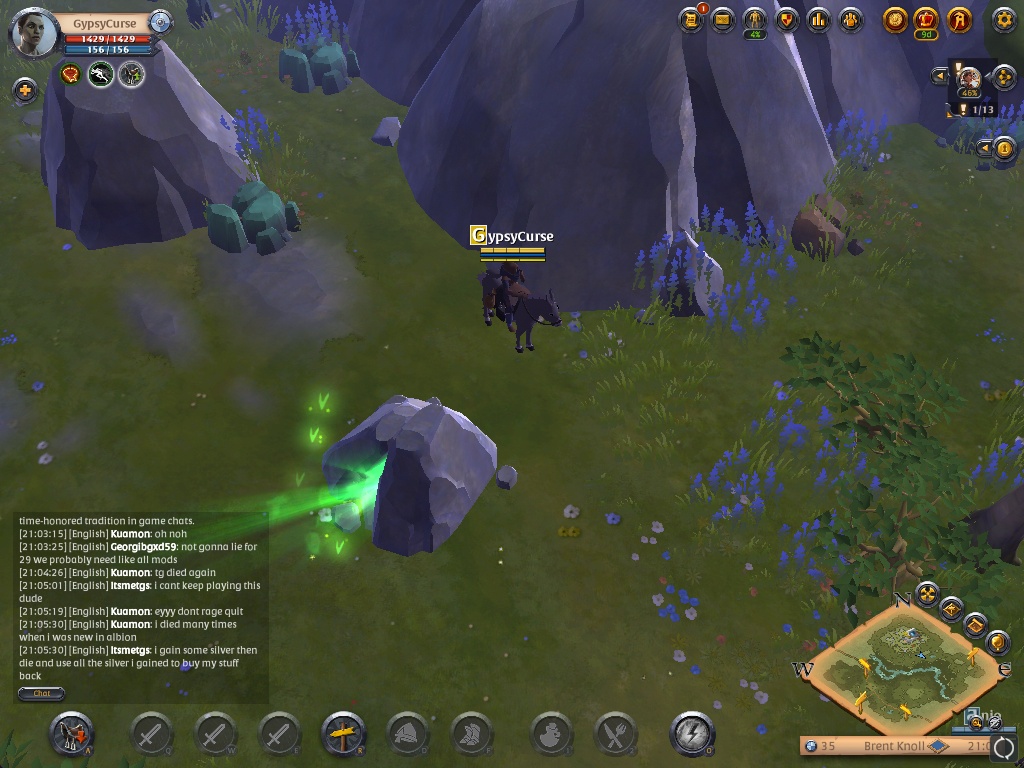 GypsyCurse
1429 / 1429
156 / 156
1
4%
9d
46%
1/13
GypsyCurse
time-honored tradition in game chats.
[21:03:15] [English] Kuamon: oh noh
[21:03:25] [English] Georgibgxd59: not gonna lie for
29 we probably need like all mods
[21:04:26] [English] Kuamon: tg died again
[21:05:01] [English] Itsmetgs: i cant keep playing this
dude
[21:05:19] [English] Kuamon: eyyy dont rage quit
[21:05:30] [English] Kuamon: i died many times
when i was new in albion
[21:05:30] [English] Itsmetgs: i gain some silver then
die and use all the silver i gained to buy my stuff
back
Chat
N
W
E
A
Q
W
E
R
D
F
O
35
Brent Knoll